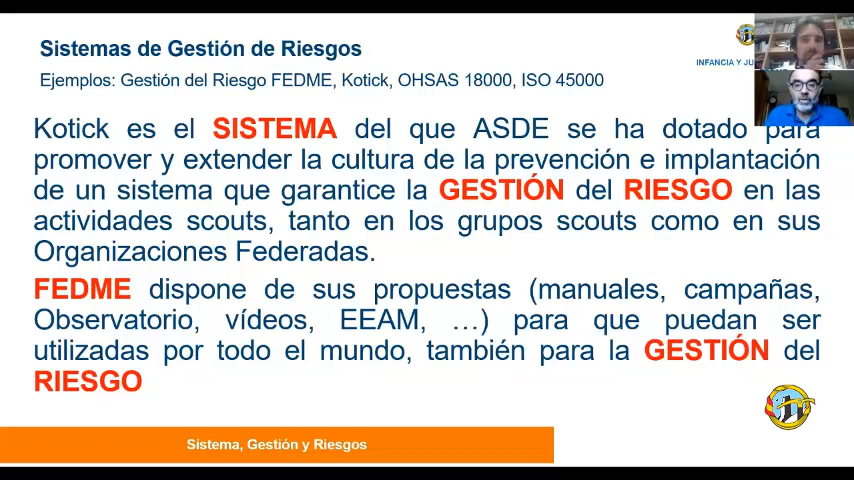 Sistemas de Gestión de Riesgos
Ejemplos: Gestión del Riesgo FEDME, Kotick, OHSAS 18000, ISO 45000
INFANCIA Y
Kotick es el SISTEMA del que ASDE se ha dotado para
promover y extender la cultura de la prevención e implantación
de un sistema que garantice la GESTIÓN del RIESGO en las
actividades scouts, tanto en los grupos scouts como en sus
Organizaciones Federadas.
FEDME dispone de sus propuestas (manuales, campañas,
Observatorio, vídeos, EEAM, …) para que puedan ser
utilizadas por todo el mundo, también para la GESTIÓN del
RIESGO
Sistema, Gestión y Riesgos